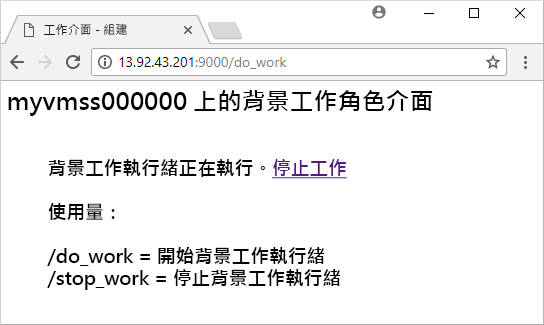 工作介面 - 組建
13.92.43.201:9000/do_work
myvmss000000 上的背景工作角色介面
背景工作執行緒正在執行。停止工作
使用量：
/do_work = 開始背景工作執行緒
/stop_work = 停止背景工作執行緒